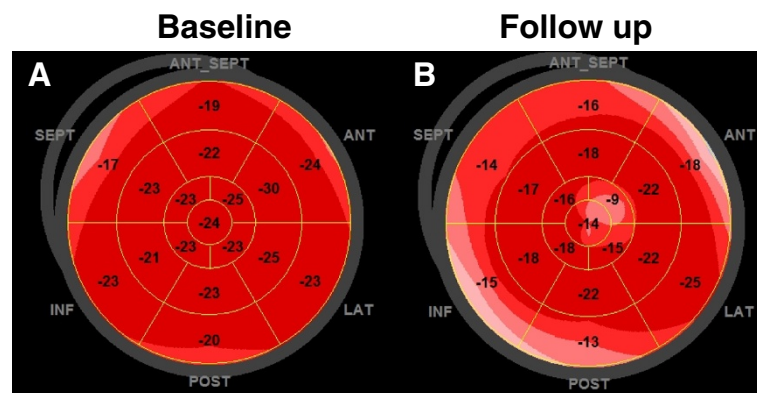 Baseline Follow up
A ANT_SEPT B ANT_SEPT
-19 -16
SEPT ANT SEPT ANT
-17 -22 -24 -14 -18 -18
-23 -30 -17 -22
-23 -25 -16 -9
-24 -14
-23 -23 -18 -15
-21 -25 -18 -22
-23 -23 -23 -15 -22 -25
INF LAT INF LAT
-20 -13
POST POST